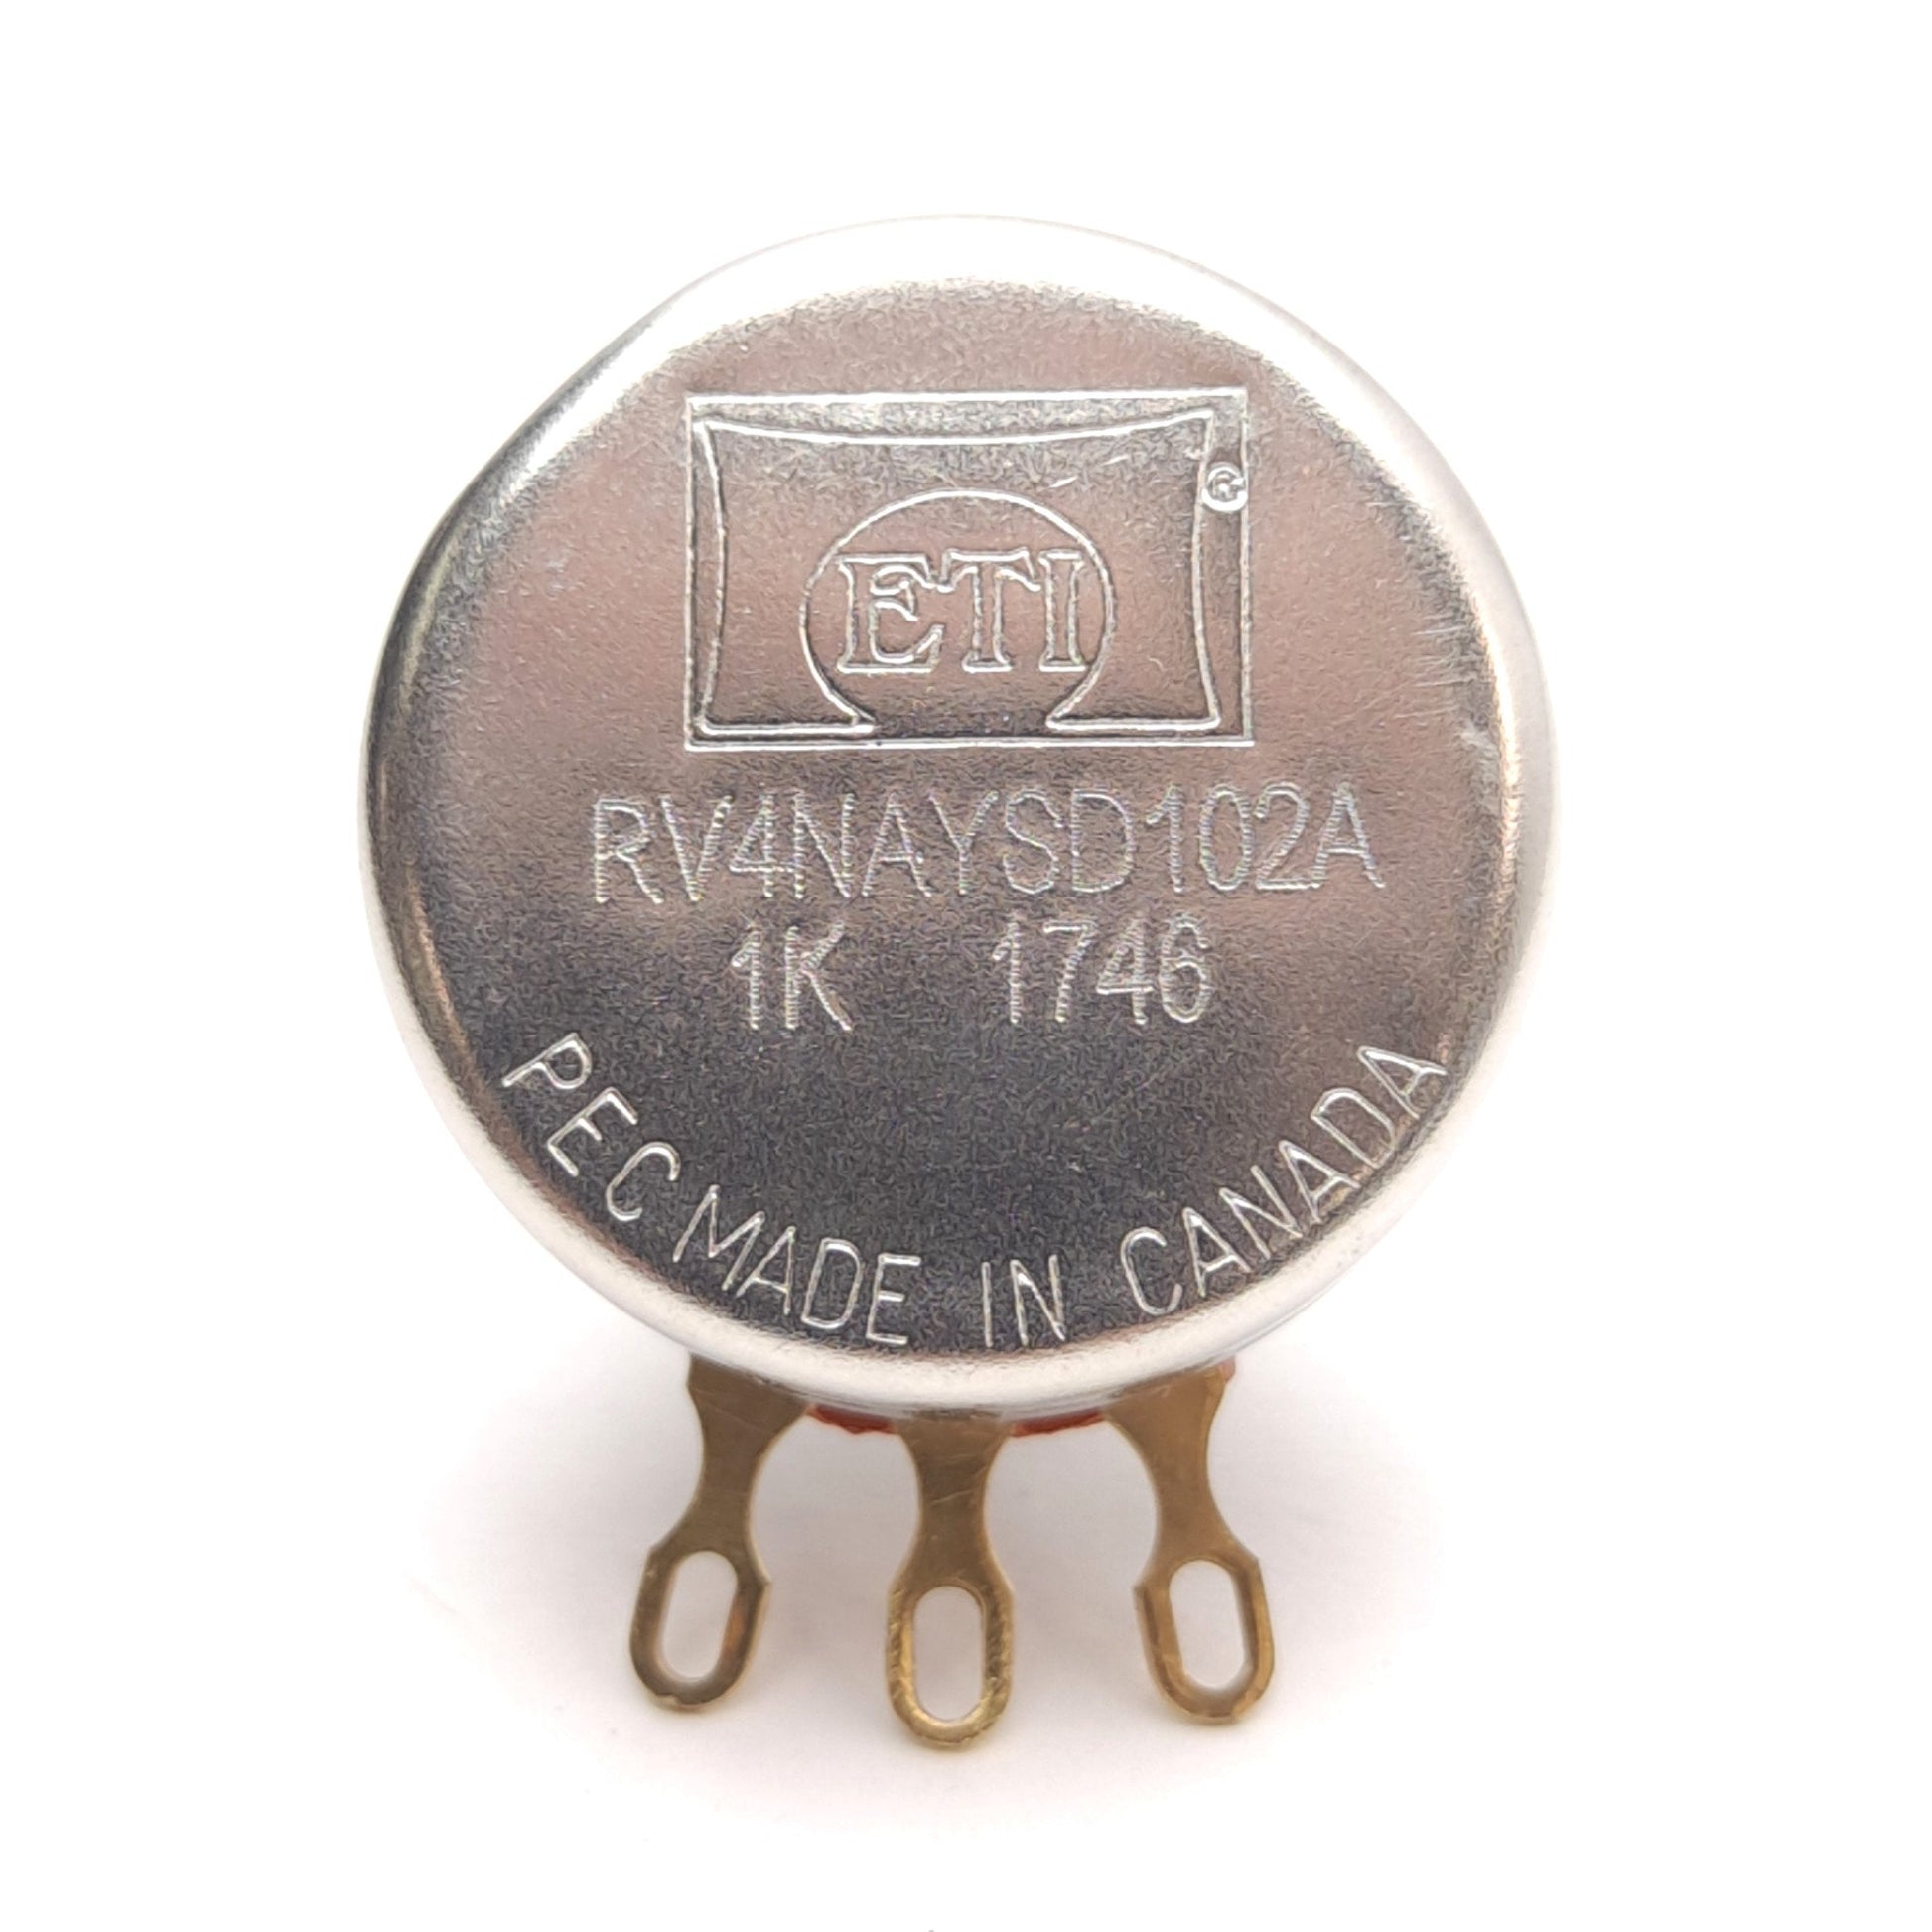 ETI
®
RV4NAYSD102A
1K 1746
PEC MADE IN CANADA